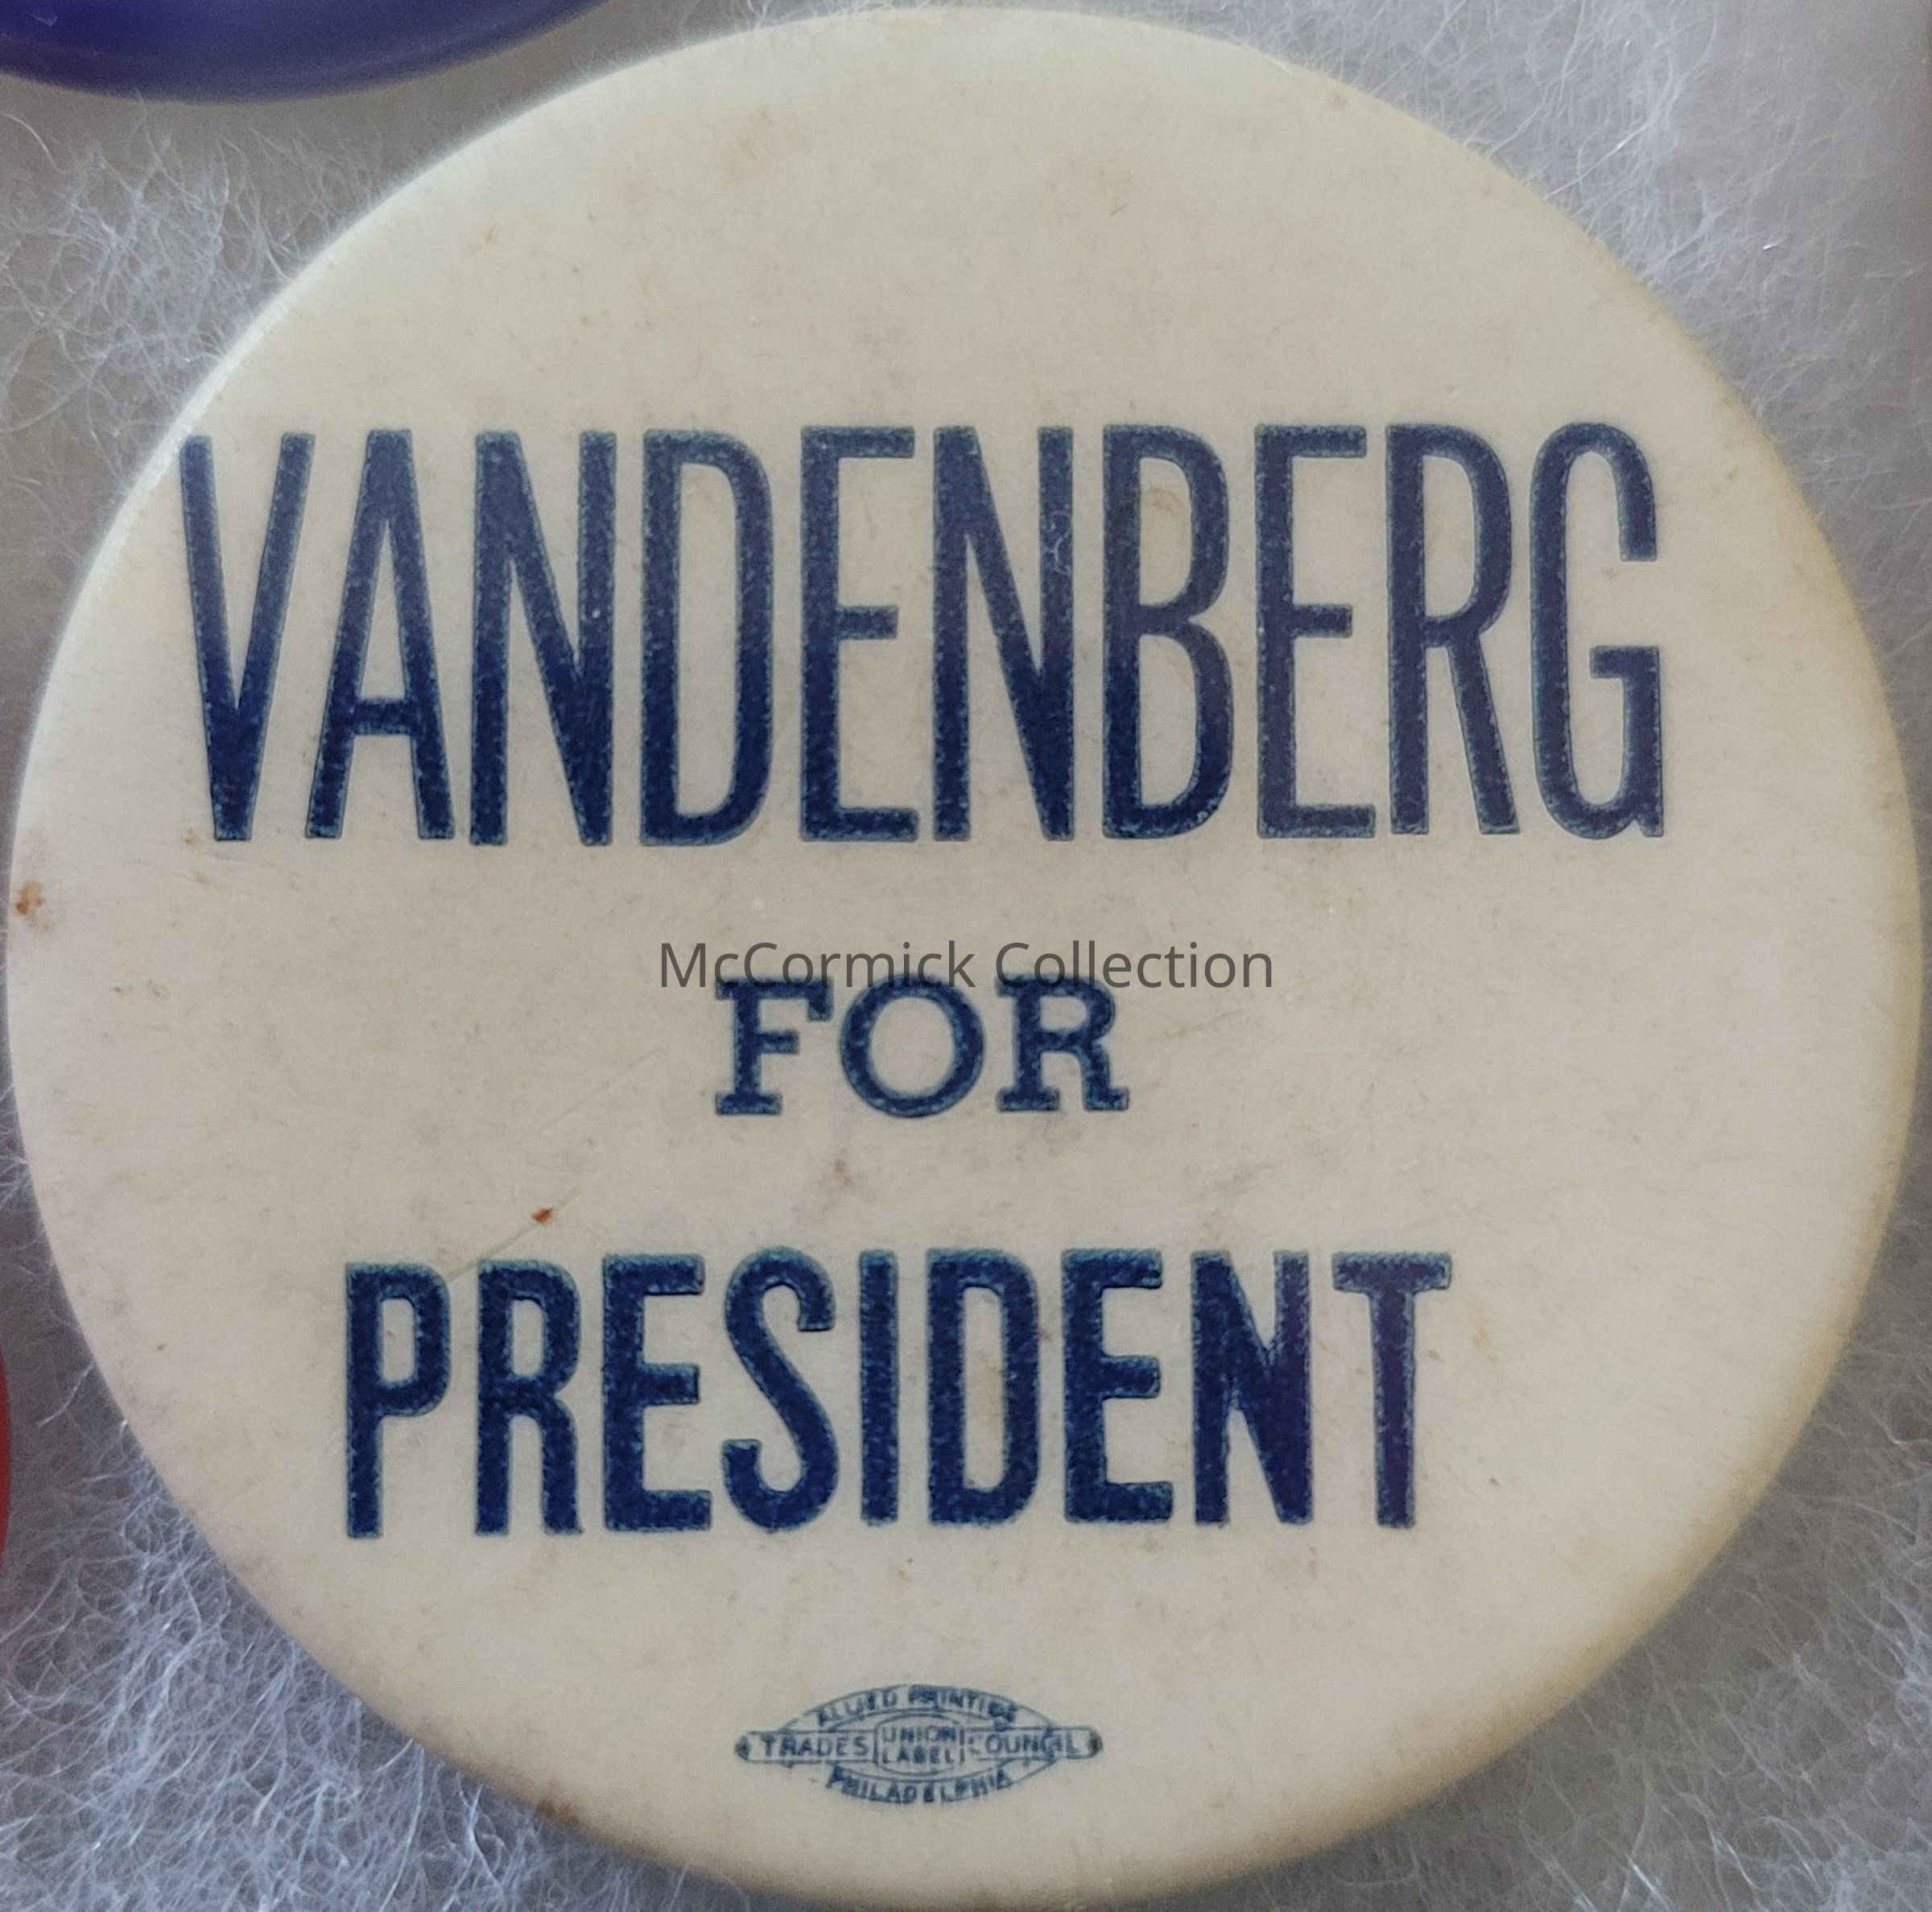 VANDENBERG
McCormick Collection
FOR
PRESIDENT
ALLIED PRINTING
TRADES UNION LABEL COUNCIL
PHILADELPHIA